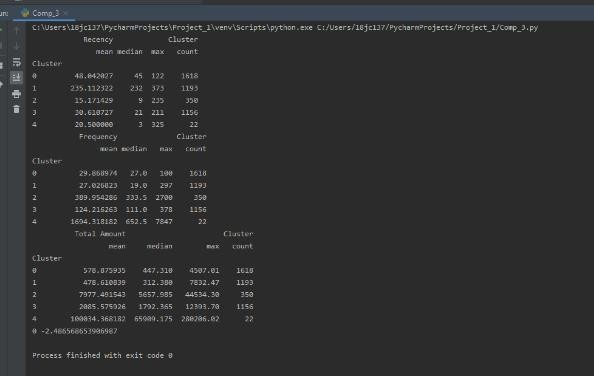 un: Comp_3
C:\Users\18jc137\PycharmProjects\Project_1\venv\Scripts\python.exe C:/Users/18jc137/PycharmProjects/Project_1/Comp_3.py
Recency Cluster
mean median max count
Cluster
0 48.042027 45 122 1618
1 235.112322 232 373 1193
2 15.171429 9 235 350
3 30.610727 21 211 1156
4 20.500000 3 325 22
Frequency Cluster
mean median max count
Cluster
0 29.868974 27.0 100 1618
1 27.026823 19.0 297 1193
2 389.954286 333.5 2700 350
3 124.216263 111.0 378 1156
4 1694.318182 652.5 7847 22
Total Amount Cluster
mean median max count
Cluster
0 578.875935 447.310 4507.01 1618
1 478.610839 312.380 7832.47 1193
2 7977.491543 5657.985 44534.30 350
3 2085.575926 1792.365 12393.70 1156
4 100034.368182 65909.175 280206.02 22
0 -2.486568653906987
Process finished with exit code 0